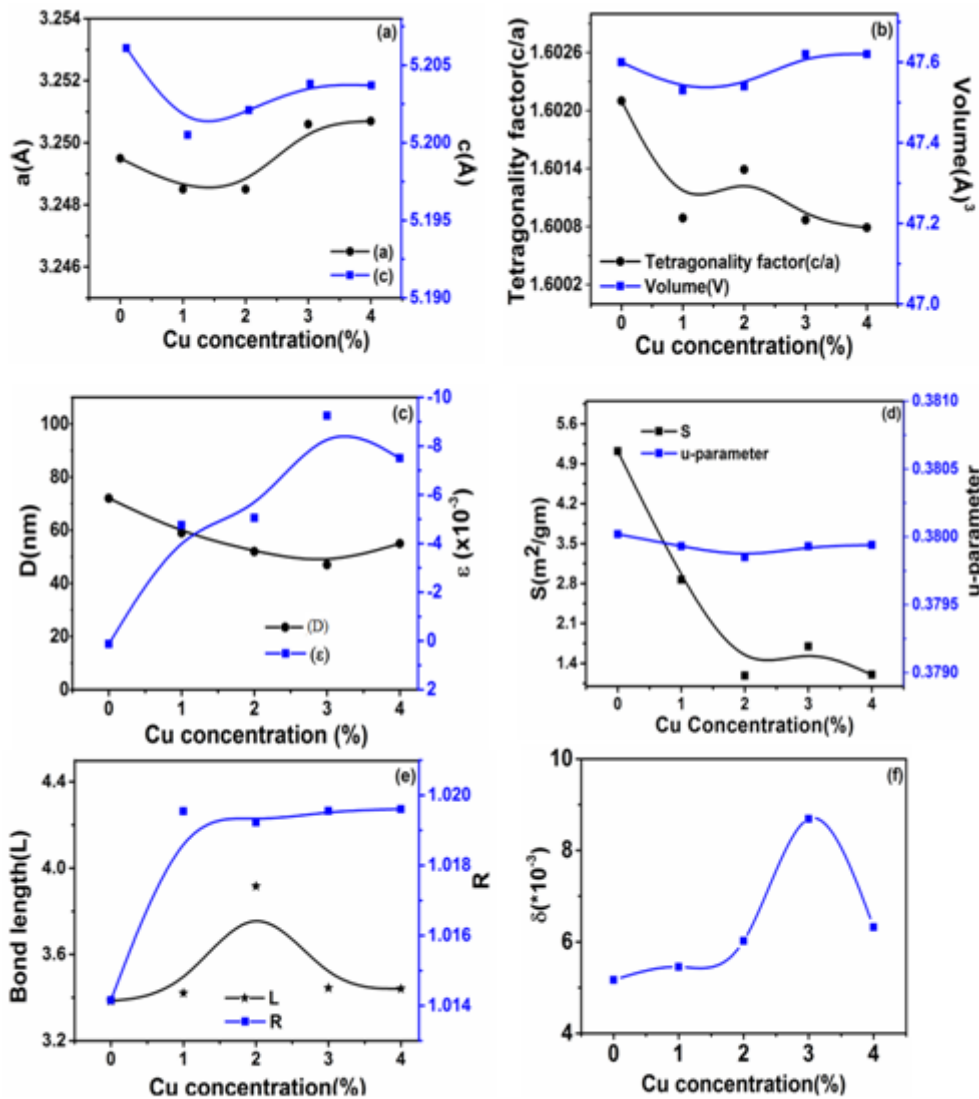 (a)
3.254
3.252
3.250
3.248
3.246
a(Å)
5.205
5.200
5.195
5.190
c(Å)
(a)
(c)
0 1 2 3 4
Cu concentration(%)
(b)
1.6026
1.6020
1.6014
1.6008
1.6002
Tetragonality factor(c/a)
47.6
47.4
47.2
47.0
Volume(Å)³
Tetragonality factor(c/a)
Volume(V)
0 1 2 3 4
Cu concentration(%)
(c)
100
80
60
40
20
0
D(nm)
-10
-8
-6
-4
-2
0
2
ε (x10⁻³)
(D)
(ε)
0 1 2 3 4
Cu concentration (%)
(d)
5.6
4.9
4.2
3.5
2.8
2.1
1.4
S(m²/gm)
0.3810
0.3805
0.3800
0.3795
0.3790
u-parameter
S
u-parameter
0 1 2 3 4
Cu Concentration(%)
(e)
4.4
4.0
3.6
3.2
Bond length(L)
1.020
1.018
1.016
1.014
R
L
R
0 1 2 3 4
Cu concentration(%)
(f)
10
8
6
4
δ(*10⁻³)
0 1 2 3 4
Cu concentration(%)